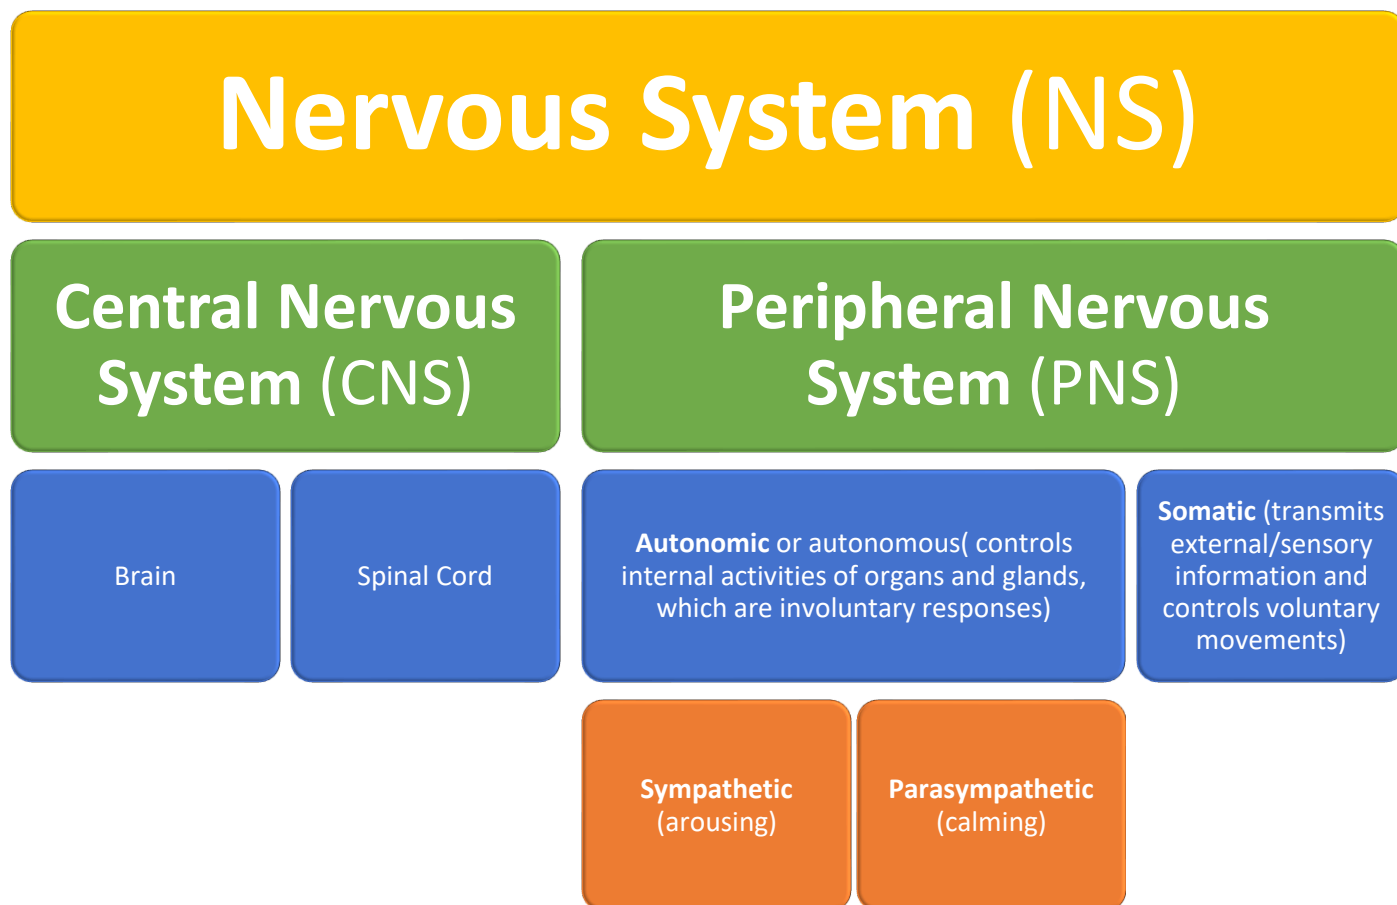 Nervous System (NS)
Central Nervous
System (CNS)
Peripheral Nervous
System (PNS)
Brain
Spinal Cord
Autonomic or autonomous( controls
internal activities of organs and glands,
which are involuntary responses)
Somatic (transmits
external/sensory
information and
controls voluntary
movements)
Sympathetic
(arousing)
Parasympathetic
(calming)